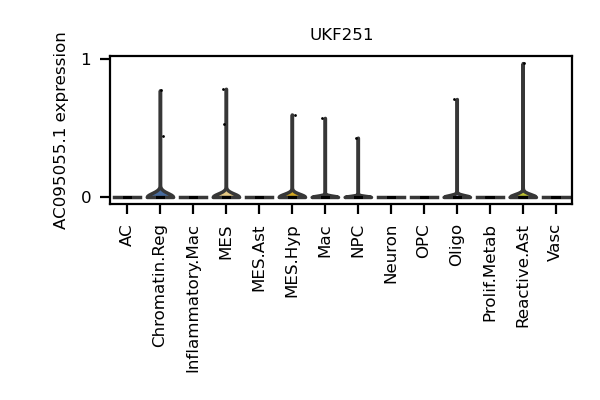 UKF251
AC095055.1 expression
1
0
AC
Chromatin.Reg
Inflammatory.Mac
MES
MES.Ast
MES.Hyp
Mac
NPC
Neuron
OPC
Oligo
Prolif.Metab
Reactive.Ast
Vasc